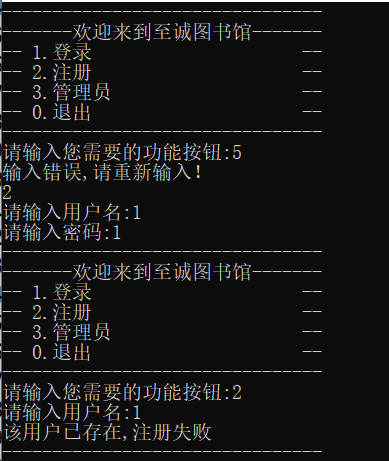 --------------------------------
-------欢迎来到至诚图书馆-------
-- 1.登录                     --
-- 2.注册                     --
-- 3.管理员                   --
-- 0.退出                     --
--------------------------------
请输入您需要的功能按钮:5
输入错误,请重新输入!
2
请输入用户名:1
请输入密码:1
--------------------------------
-------欢迎来到至诚图书馆-------
-- 1.登录                     --
-- 2.注册                     --
-- 3.管理员                   --
-- 0.退出                     --
--------------------------------
请输入您需要的功能按钮:2
请输入用户名:1
该用户已存在,注册失败
--------------------------------